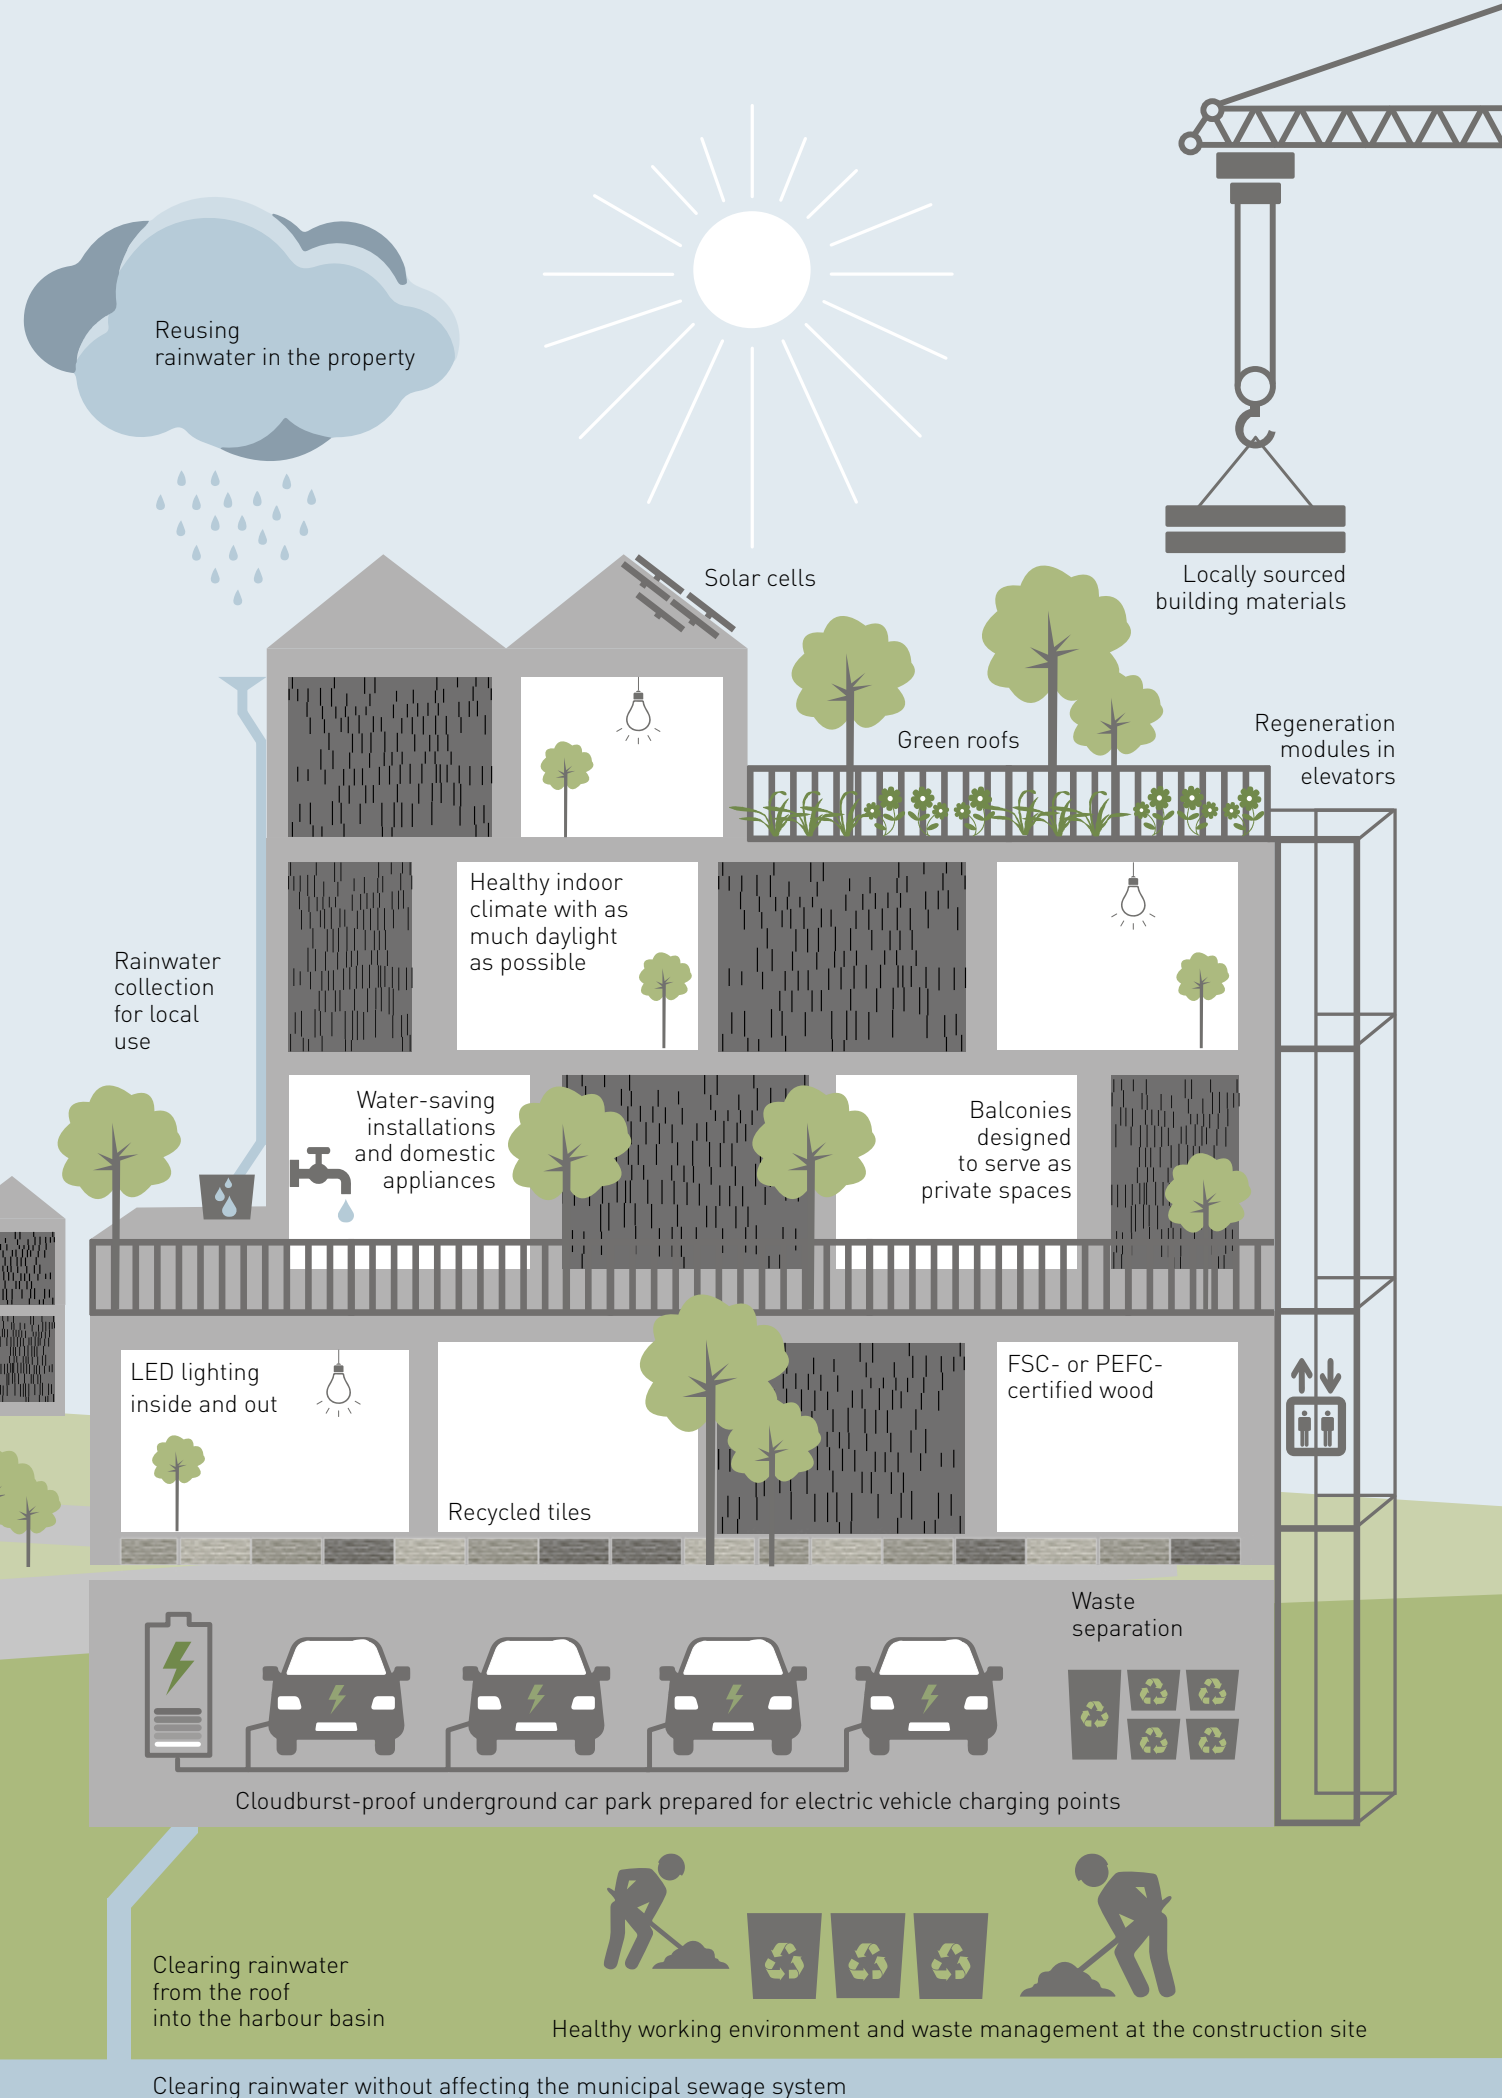 Reusing
rainwater in the property
Solar cells
Locally sourced
building materials
Green roofs
Regeneration
modules in
elevators
Healthy indoor
climate with as
much daylight
as possible
Rainwater
collection
for local
use
Water-saving
installations
and domestic
appliances
Balconies
designed
to serve as
private spaces
LED lighting
inside and out
Recycled tiles
FSC- or PEFC-
certified wood
Waste
separation
Cloudburst-proof underground car park prepared for electric vehicle charging points
Clearing rainwater
from the roof
into the harbour basin
Healthy working environment and waste management at the construction site
Clearing rainwater without affecting the municipal sewage system